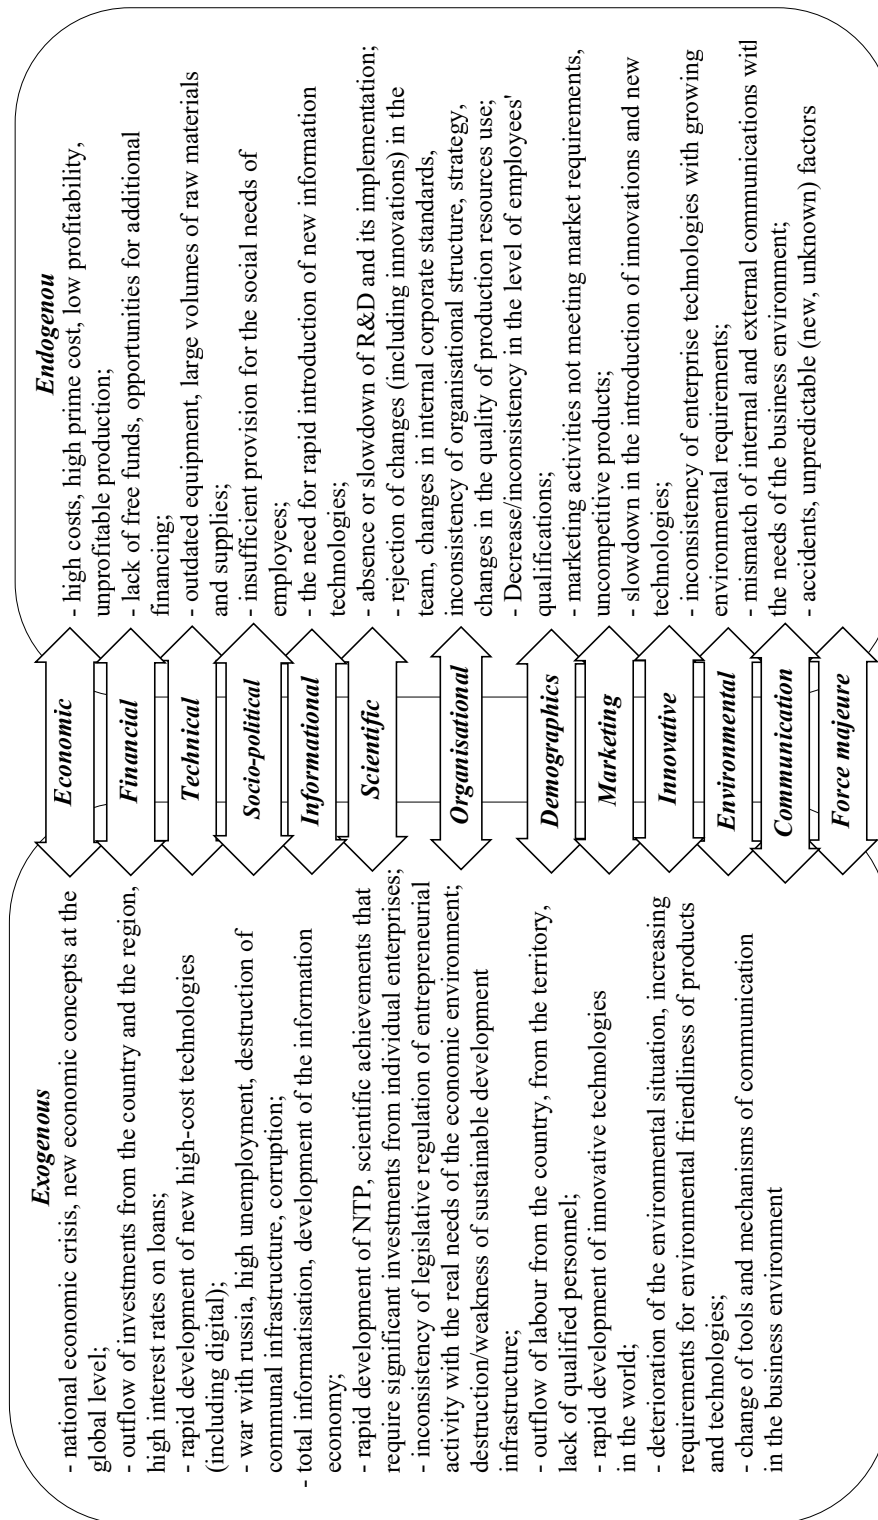 Exogenous
- national economic crisis, new economic concepts at the
global level;
- outflow of investments from the country and the region,
high interest rates on loans;
- rapid development of new high-cost technologies
(including digital);
- war with russia, high unemployment, destruction of
communal infrastructure, corruption;
- total informatisation, development of the information
economy;
- rapid development of NTP, scientific achievements that
require significant investments from individual enterprises;
- inconsistency of legislative regulation of entrepreneurial
activity with the real needs of the economic environment;
destruction/weakness of sustainable development
infrastructure;
- outflow of labour from the country, from the territory,
lack of qualified personnel;
- rapid development of innovative technologies
in the world;
- deterioration of the environmental situation, increasing
requirements for environmental friendliness of products
and technologies;
- change of tools and mechanisms of communication
in the business environment
Economic
Financial
Technical
Socio-political
Informational
Scientific
Organisational
Demographics
Marketing
Innovative
Environmental
Communication
Force majeure
Endogenou
- high costs, high prime cost, low profitability,
unprofitable production;
- lack of free funds, opportunities for additional
financing;
- outdated equipment, large volumes of raw materials
and supplies;
- insufficient provision for the social needs of
employees;
- the need for rapid introduction of new information
technologies;
- absence or slowdown of R&D and its implementation;
- rejection of changes (including innovations) in the
team, changes in internal corporate standards,
inconsistency of organisational structure, strategy,
changes in the quality of production resources use;
- Decrease/inconsistency in the level of employees'
qualifications;
- marketing activities not meeting market requirements,
uncompetitive products;
- slowdown in the introduction of innovations and new
technologies;
- inconsistency of enterprise technologies with growing
environmental requirements;
- mismatch of internal and external communications with
the needs of the business environment;
- accidents, unpredictable (new, unknown) factors